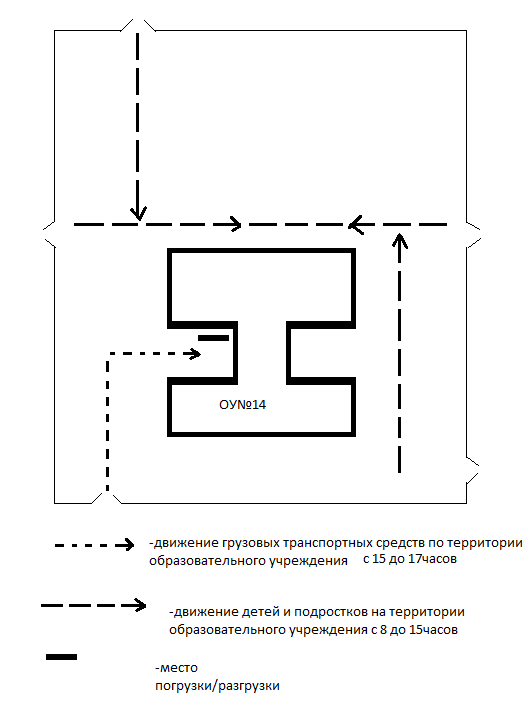 ОУ№14
-движение грузовых транспортных средств по территории
образовательного учреждения с 15 до 17часов
-движение детей и подростков на территории
образовательного учреждения с 8 до 15часов
-место
погрузки/разгрузки